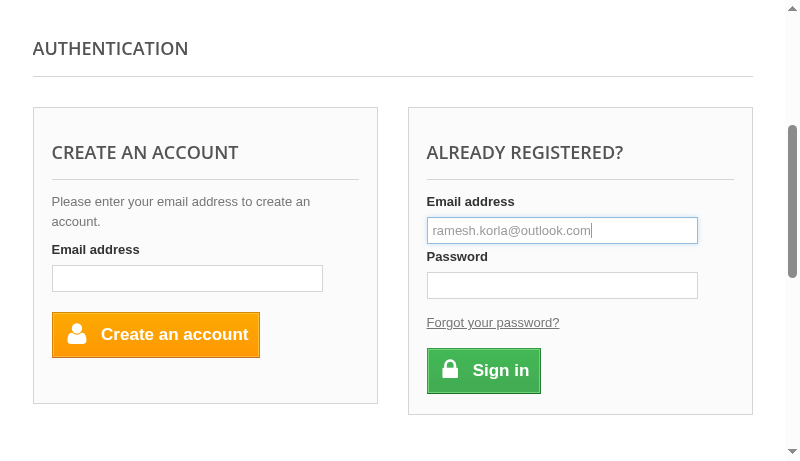 AUTHENTICATION
CREATE AN ACCOUNT
Please enter your email address to create an
account.
Email address
Create an account
ALREADY REGISTERED?
Email address
ramesh.korla@outlook.com
Password
Forgot your password?
Sign in